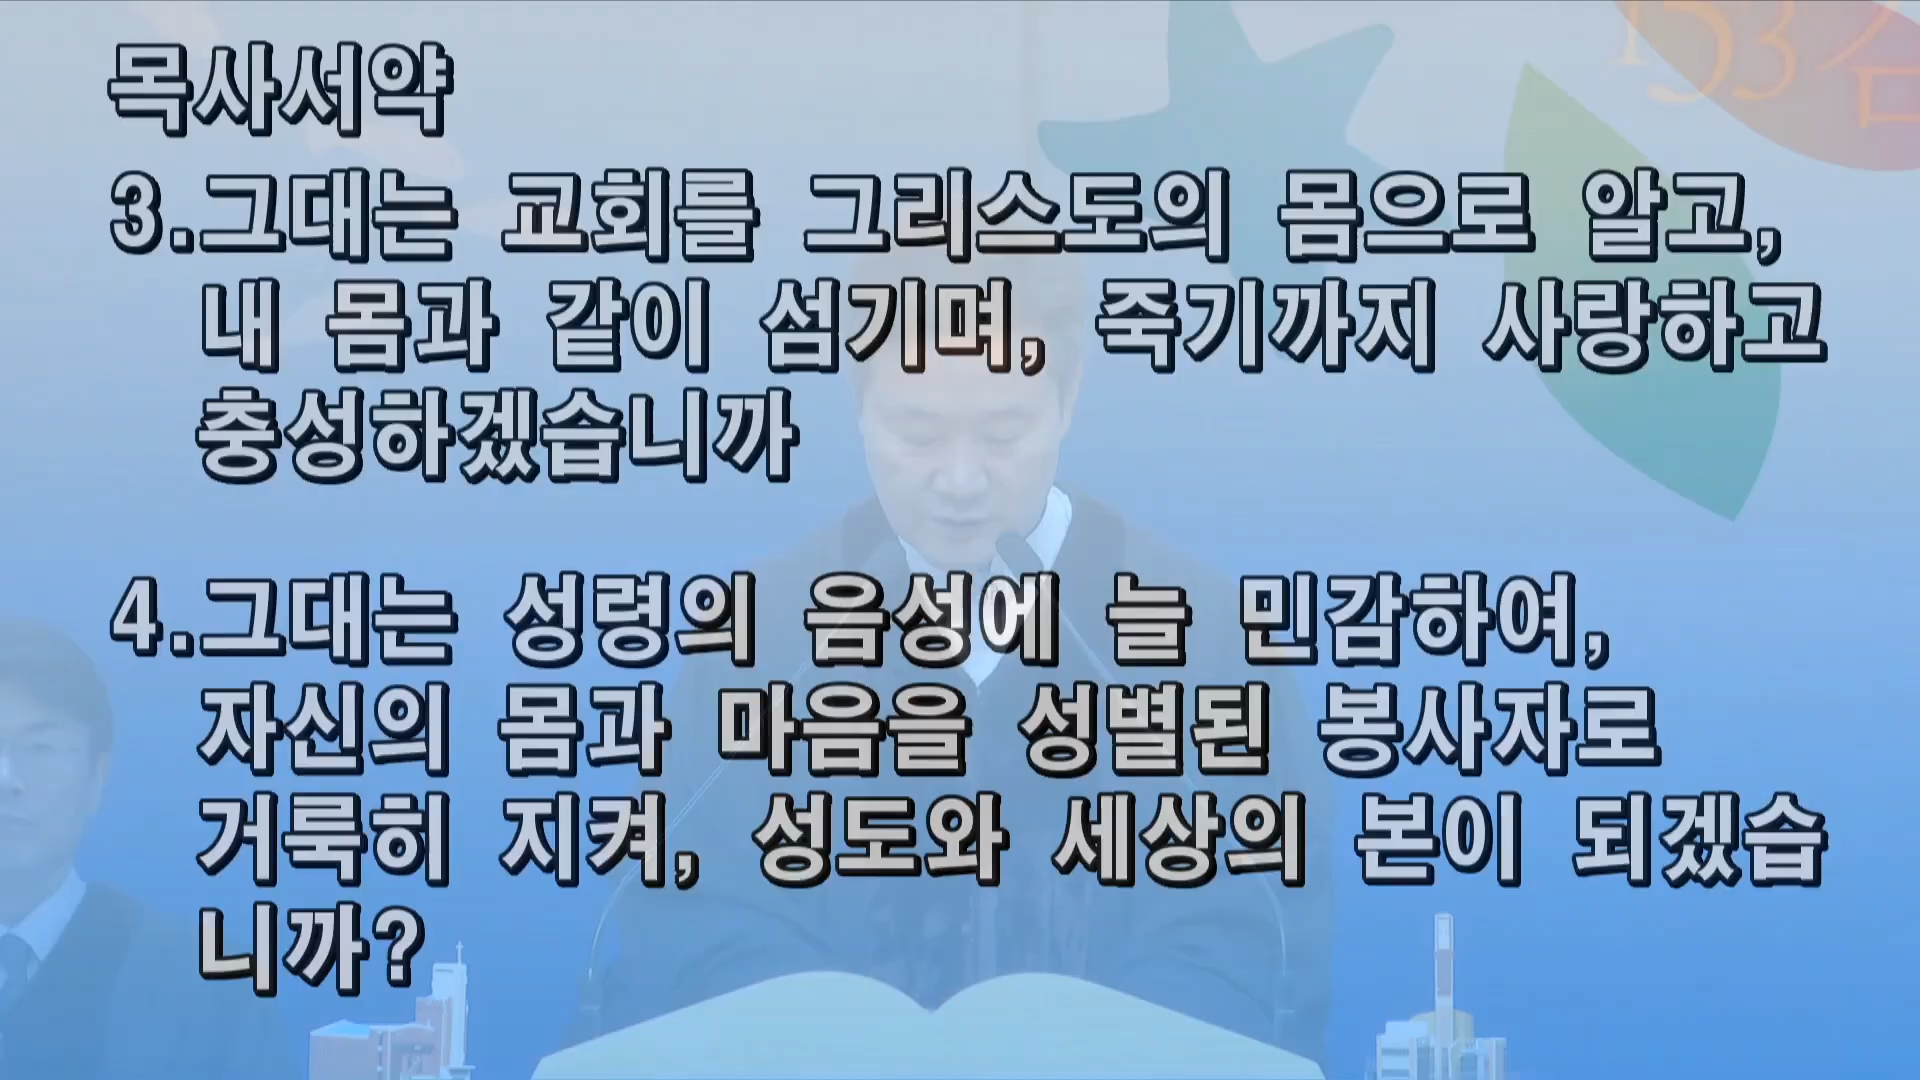 153감
목사서약
3.그대는 교회를 그리스도의 몸으로 알고,
내 몸과 같이 섬기며, 죽기까지 사랑하고
충성하겠습니까
4.그대는 성령의 음성에 늘 민감하여,
자신의 몸과 마음을 성별된 봉사자로
거룩히 지켜, 성도와 세상의 본이 되겠습
니까?